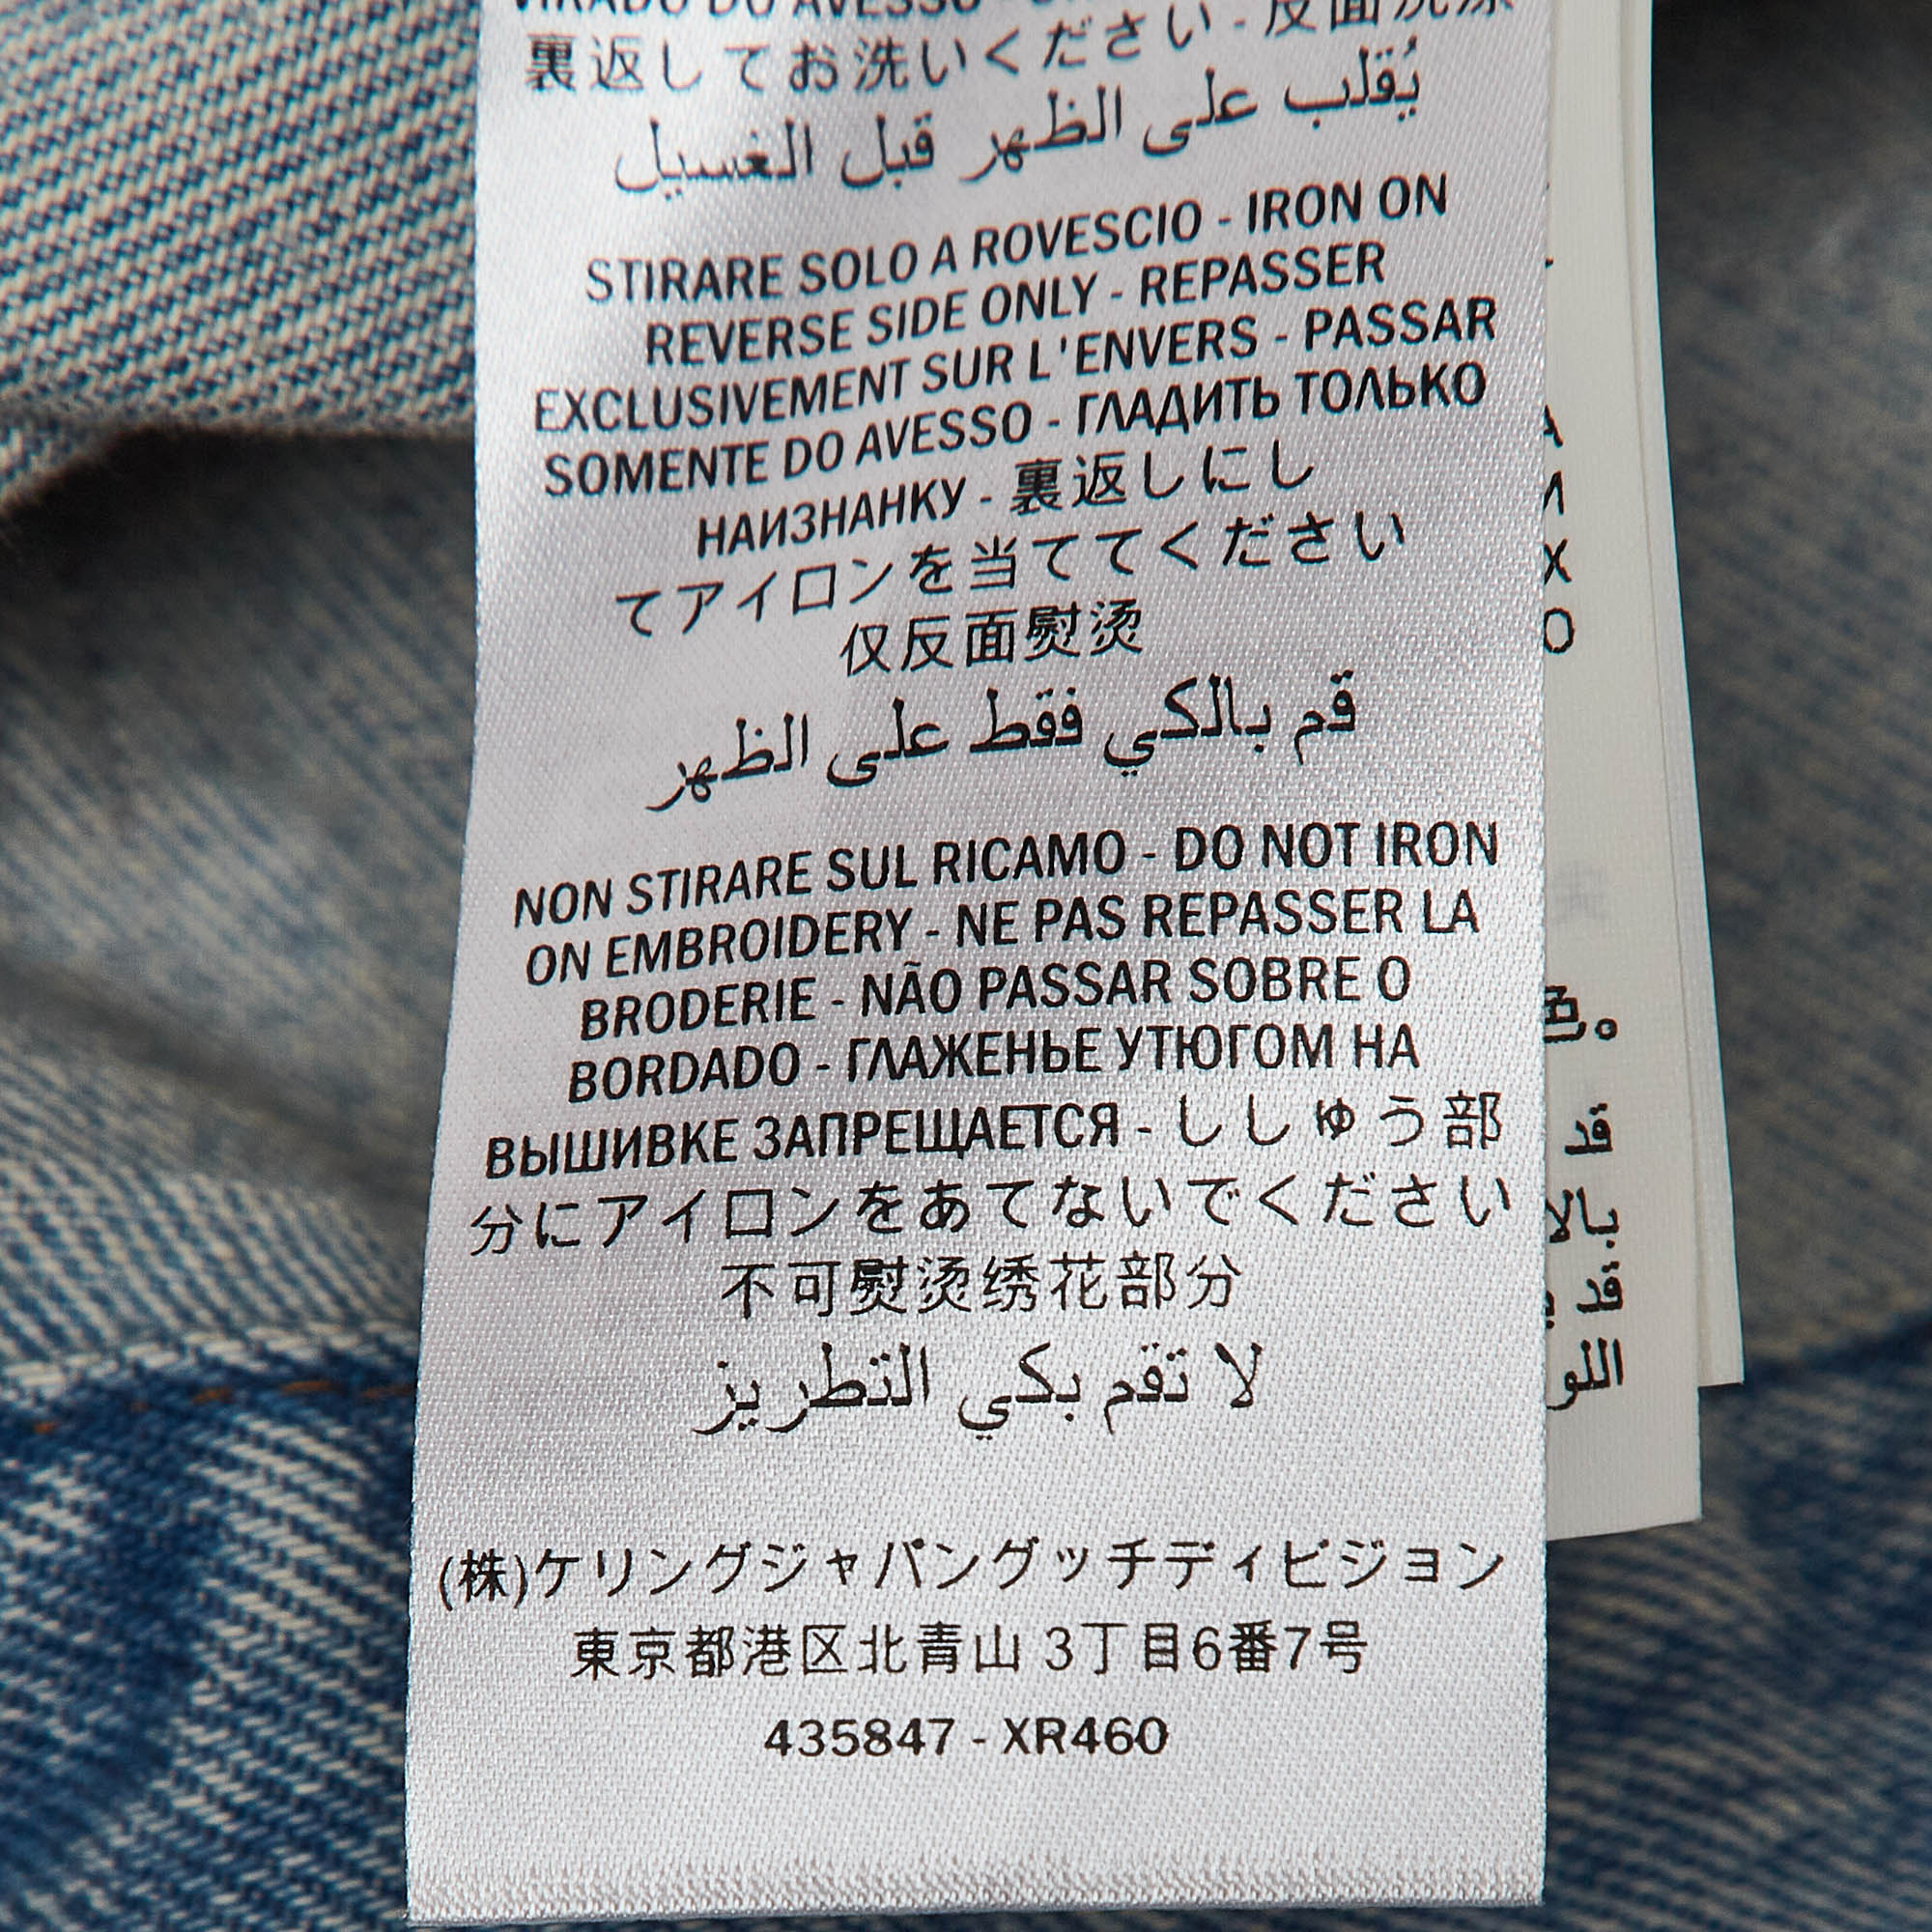 VIRADO DO AVESSO -
裏返してお洗いください - 反面洗涤
يُقلب على الظهر قبل الغسيل
STIRARE SOLO A ROVESCIO - IRON ON
REVERSE SIDE ONLY - REPASSER
EXCLUSIVEMENT SUR L'ENVERS - PASSAR
SOMENTE DO AVESSO - ГЛАДИТЬ ТОЛЬКО
НАИЗНАНКУ - 裏返しにし
てアイロンを当ててください
仅反面熨烫
قم بالكي فقط على الظهر
NON STIRARE SUL RICAMO - DO NOT IRON
ON EMBROIDERY - NE PAS REPASSER LA
BRODERIE - NÃO PASSAR SOBRE O
BORDADO - ГЛАЖЕНЬЕ УТЮГОМ НА
ВЫШИВКЕ ЗАПРЕЩАЕТСЯ - ししゅう部
分にアイロンをあてないでください
不可熨烫绣花部分
لا تقم بكي التطريز
(株)ケリングジャパングッチディビジョン
東京都港区北青山 3丁目6番7号
435847 - XR460
色。
قد
قد